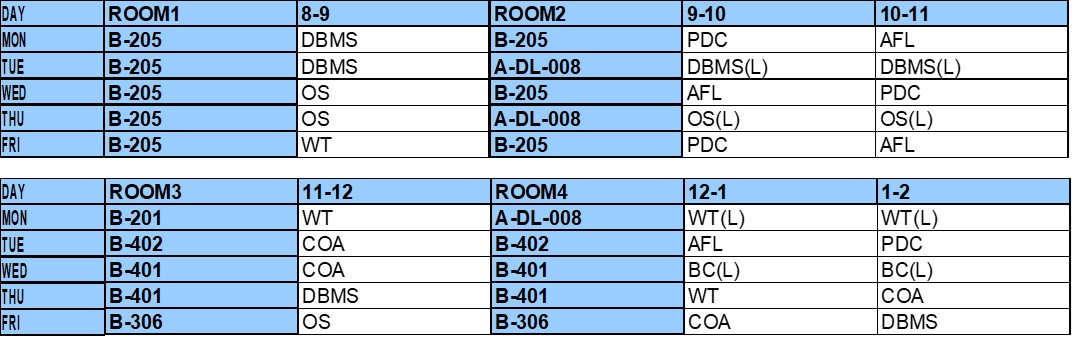 DAY ROOM1 8-9 ROOM2 9-10 10-11
MON B-205 DBMS B-205 PDC AFL
TUE B-205 DBMS A-DL-008 DBMS(L) DBMS(L)
WED B-205 OS B-205 AFL PDC
THU B-205 OS A-DL-008 OS(L) OS(L)
FRI B-205 WT B-205 PDC AFL
DAY ROOM3 11-12 ROOM4 12-1 1-2
MON B-201 WT A-DL-008 WT(L) WT(L)
TUE B-402 COA B-402 AFL PDC
WED B-401 COA B-401 BC(L) BC(L)
THU B-401 DBMS B-401 WT COA
FRI B-306 OS B-306 COA DBMS